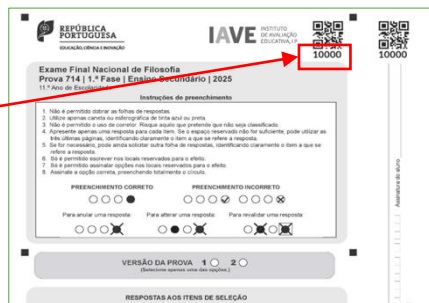 REPÚBLICA
PORTUGUESA
EDUCAÇÃO, CIÊNCIA E INOVAÇÃO
IAVE INSTITUTO
DE AVALIAÇÃO
EDUCATIVA, I.P.
10000
10000
Exame Final Nacional de Filosofia
Prova 714 | 1.ª Fase | Ensino Secundário | 2025
11.º Ano de Escolaridade
Instruções de preenchimento
1. Não é permitido dobrar as folhas de respostas.
2. Utilize apenas caneta ou esferográfica de tinta azul ou preta.
3. Não é permitido o uso de corretor. Risque aquilo que pretende que não seja classificado.
4. Apresente apenas uma resposta para cada item. Se o espaço reservado não for suficiente, pode utilizar as
três últimas páginas, identificando claramente o item a que se refere a resposta.
5. Se for necessário, pode ainda solicitar outra folha de respostas, identificando claramente o item a que se
refere a resposta.
6. Só é permitido escrever nos locais reservados para o efeito.
7. Só é permitido assinalar opções nos locais reservados para o efeito.
8. Assinale a opção correta, preenchendo totalmente o círculo.
PREENCHIMENTO CORRETO
PREENCHIMENTO INCORRETO
Para anular uma resposta:
Para alterar uma resposta:
Para revalidar uma resposta:
VERSÃO DA PROVA 1 2
(Selecione apenas uma das opções.)
RESPOSTAS AOS ITENS DE SELEÇÃO
Assinatura do aluno